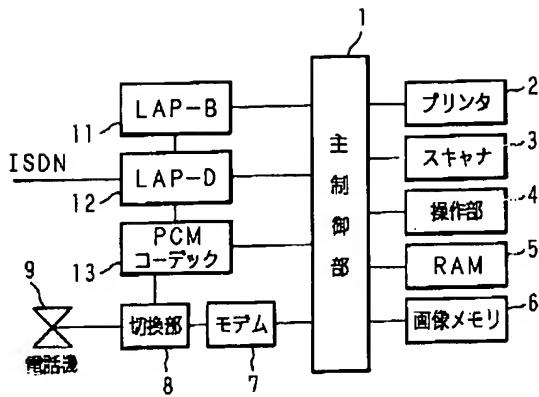 1
LAP-B
11
ISDN
LAP-D
12
PCM
コーデック
13
9
電話機
切換部
8
モデム
7
主制御部
プリンタ
2
スキャナ
3
操作部
4
RAM
5
画像メモリ
6